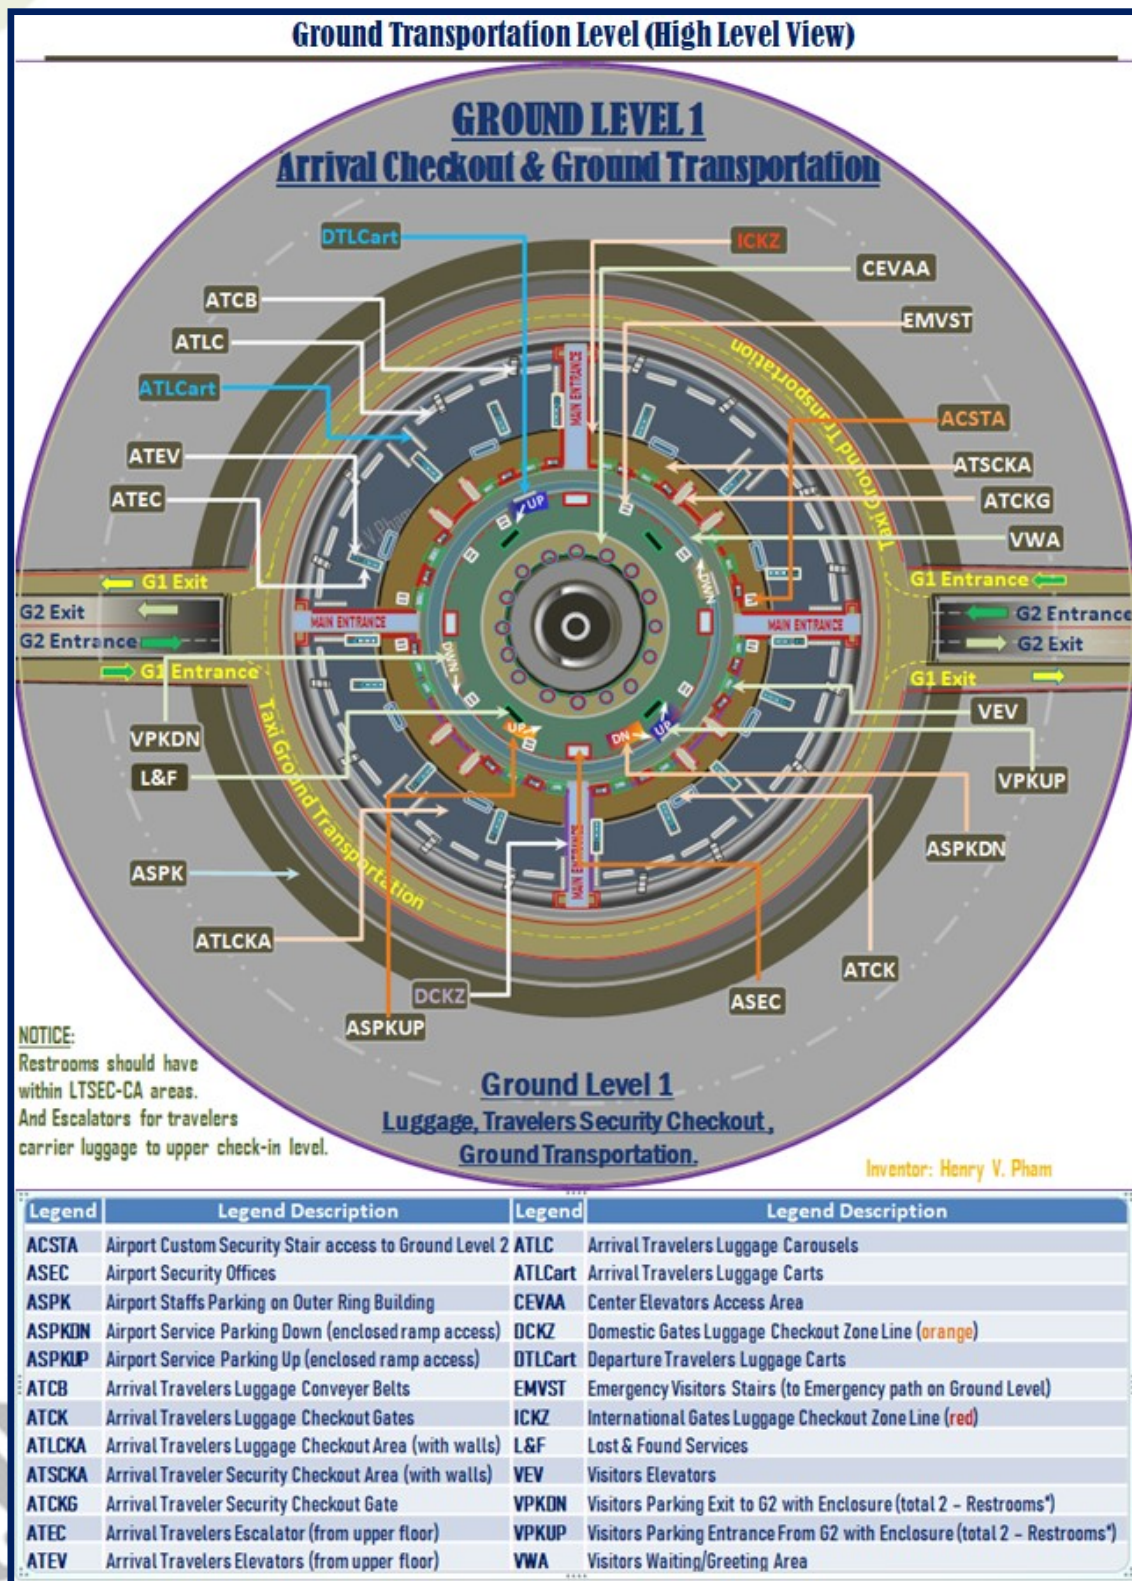 Ground Transportation Level (High Level View)
GROUND LEVEL 1
Arrival Checkout & Ground Transportation
DTLCart
ICKZ
CEVAA
ATCB
EMVST
ATLC
ATLCart
ACSTA
ATEV
ATSCKA
ATEC
ATCKG
VWA
MAIN ENTRANCE
Taxi Ground Transportation
UP
DWN
V Pham
G1 Exit
G1 Entrance
G2 Exit
G2 Entrance
MAIN ENTRANCE
MAIN ENTRANCE
G2 Entrance
G2 Exit
G1 Entrance
G1 Exit
DWN
VEV
VPKDN
UP
DN
UP
L&F
VPKUP
Taxi Ground Transportation
ASPKDN
ASPK
MAIN ENTRANCE
ATLCKA
ATCK
DCKZ
ASEC
ASPKUP
NOTICE:
Restrooms should have
within LTSEC-CA areas.
And Escalators for travelers
carrier luggage to upper check-in level.
Ground Level 1
Luggage, Travelers Security Checkout,
Ground Transportation.
Inventor: Henry V. Pham
Legend Legend Description Legend Legend Description
ACSTA Airport Custom Security Stair access to Ground Level 2 ATLC Arrival Travelers Luggage Carousels
ASEC Airport Security Offices ATLCart Arrival Travelers Luggage Carts
ASPK Airport Staffs Parking on Outer Ring Building CEVAA Center Elevators Access Area
ASPKDN Airport Service Parking Down (enclosed ramp access) DCKZ Domestic Gates Luggage Checkout Zone Line (orange)
ASPKUP Airport Service Parking Up (enclosed ramp access) DTLCart Departure Travelers Luggage Carts
ATCB Arrival Travelers Luggage Conveyer Belts EMVST Emergency Visitors Stairs (to Emergency path on Ground Level)
ATCK Arrival Travelers Luggage Checkout Gates ICKZ International Gates Luggage Checkout Zone Line (red)
ATLCKA Arrival Travelers Luggage Checkout Area (with walls) L&F Lost & Found Services
ATSCKA Arrival Traveler Security Checkout Area (with walls) VEV Visitors Elevators
ATCKG Arrival Traveler Security Checkout Gate VPKDN Visitors Parking Exit to G2 with Enclosure (total 2 – Restrooms*)
ATEC Arrival Travelers Escalator (from upper floor) VPKUP Visitors Parking Entrance From G2 with Enclosure (total 2 – Restrooms*)
ATEV Arrival Travelers Elevators (from upper floor) VWA Visitors Waiting/Greeting Area